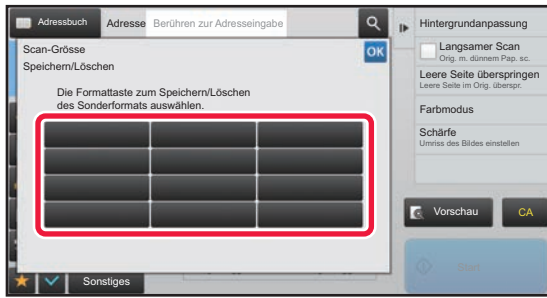 Adressbuch Adresse Berühren zur Adresseingabe
Scan-Grösse
Speichern/Löschen
OK
Die Formattaste zum Speichern/Löschen
des Sonderformats auswählen.
Sonstiges
Hintergrundanpassung
Langsamer Scan
Orig. m. dünnem Pap. sc.
Leere Seite überspringen
Leere Seite im Orig. überspr.
Farbmodus
Schärfe
Umriss des Bildes einstellen
Vorschau CA
Start